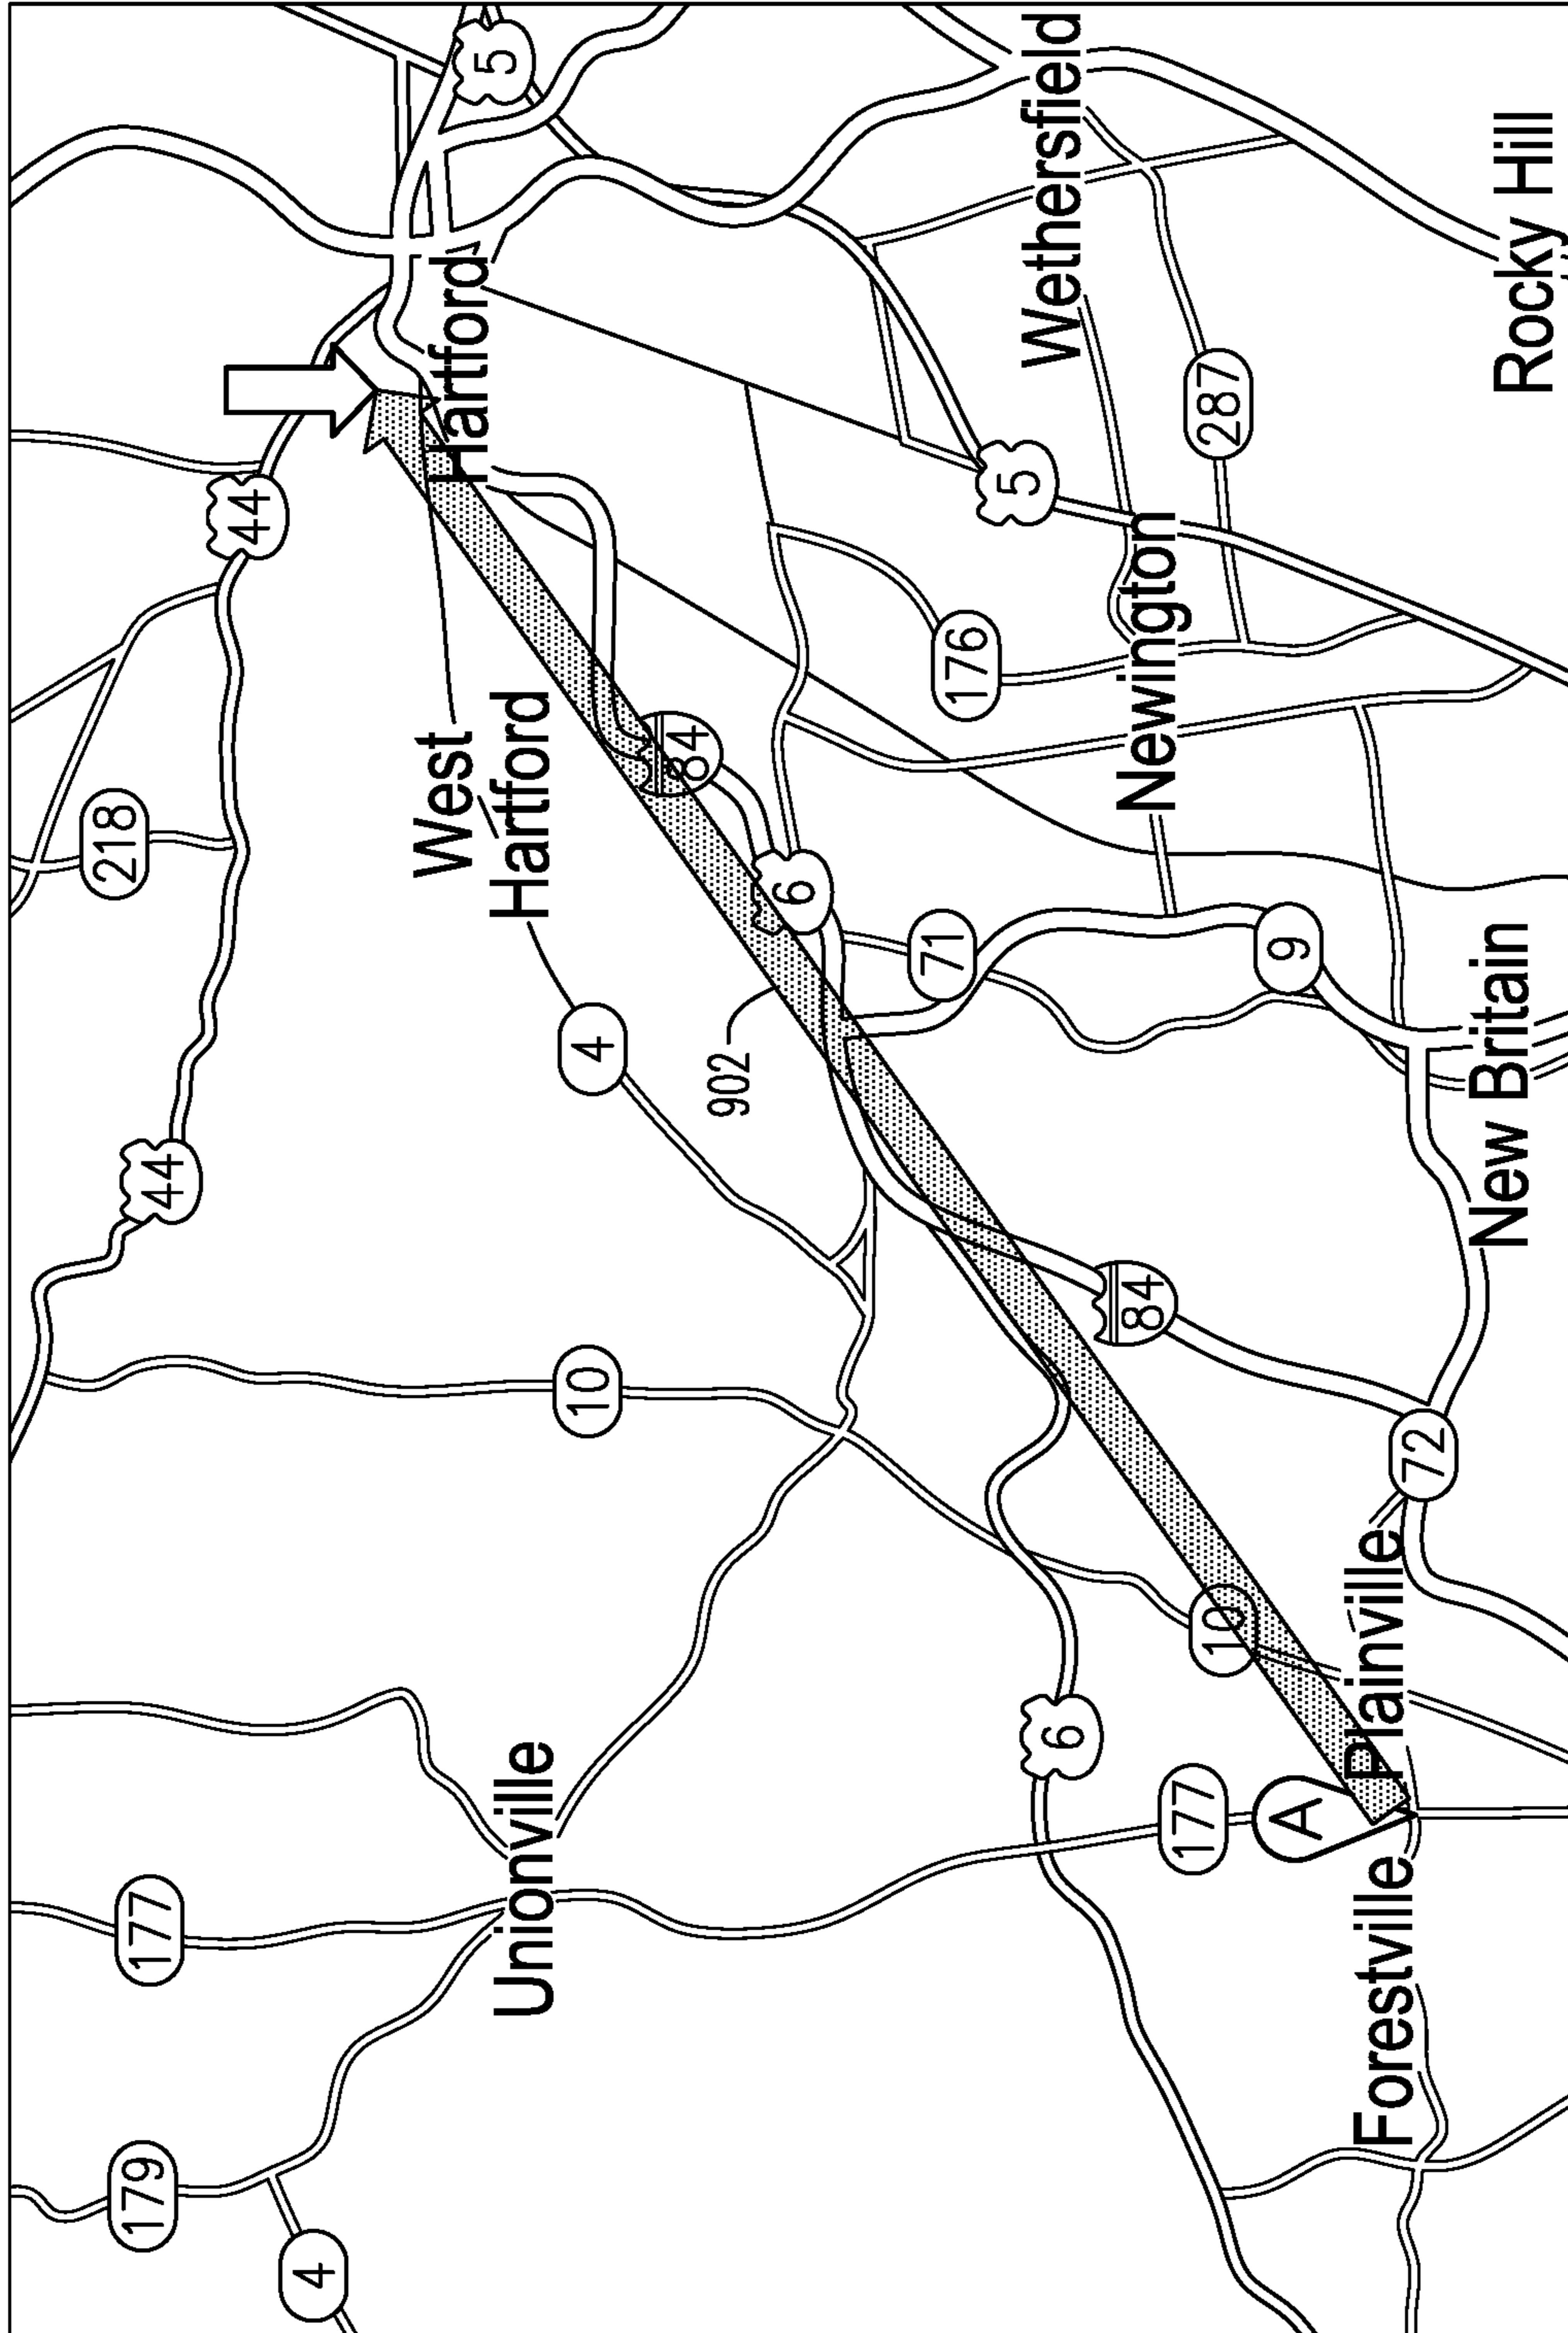 218
179
177
44
44
4
West
Hartford
Hartford
5
Unionville
10
4
84
902
6
71
176
5
Wethersfield
6
84
Newington
177
287
10
9
A
Forestville
Plainville
72
New Britain
Rocky Hill